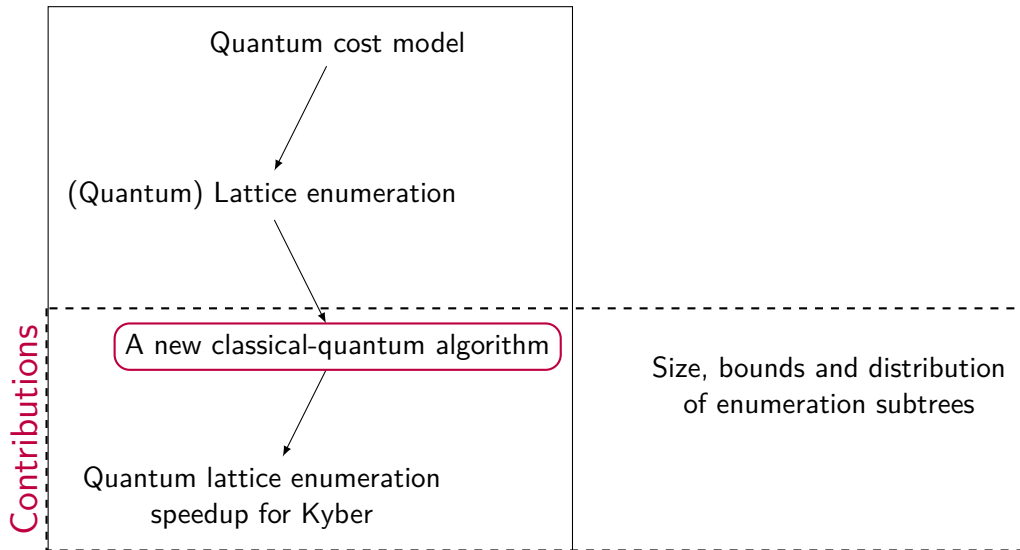 Quantum cost model
(Quantum) Lattice enumeration
Contributions
A new classical-quantum algorithm
Size, bounds and distribution
of enumeration subtrees
Quantum lattice enumeration
speedup for Kyber